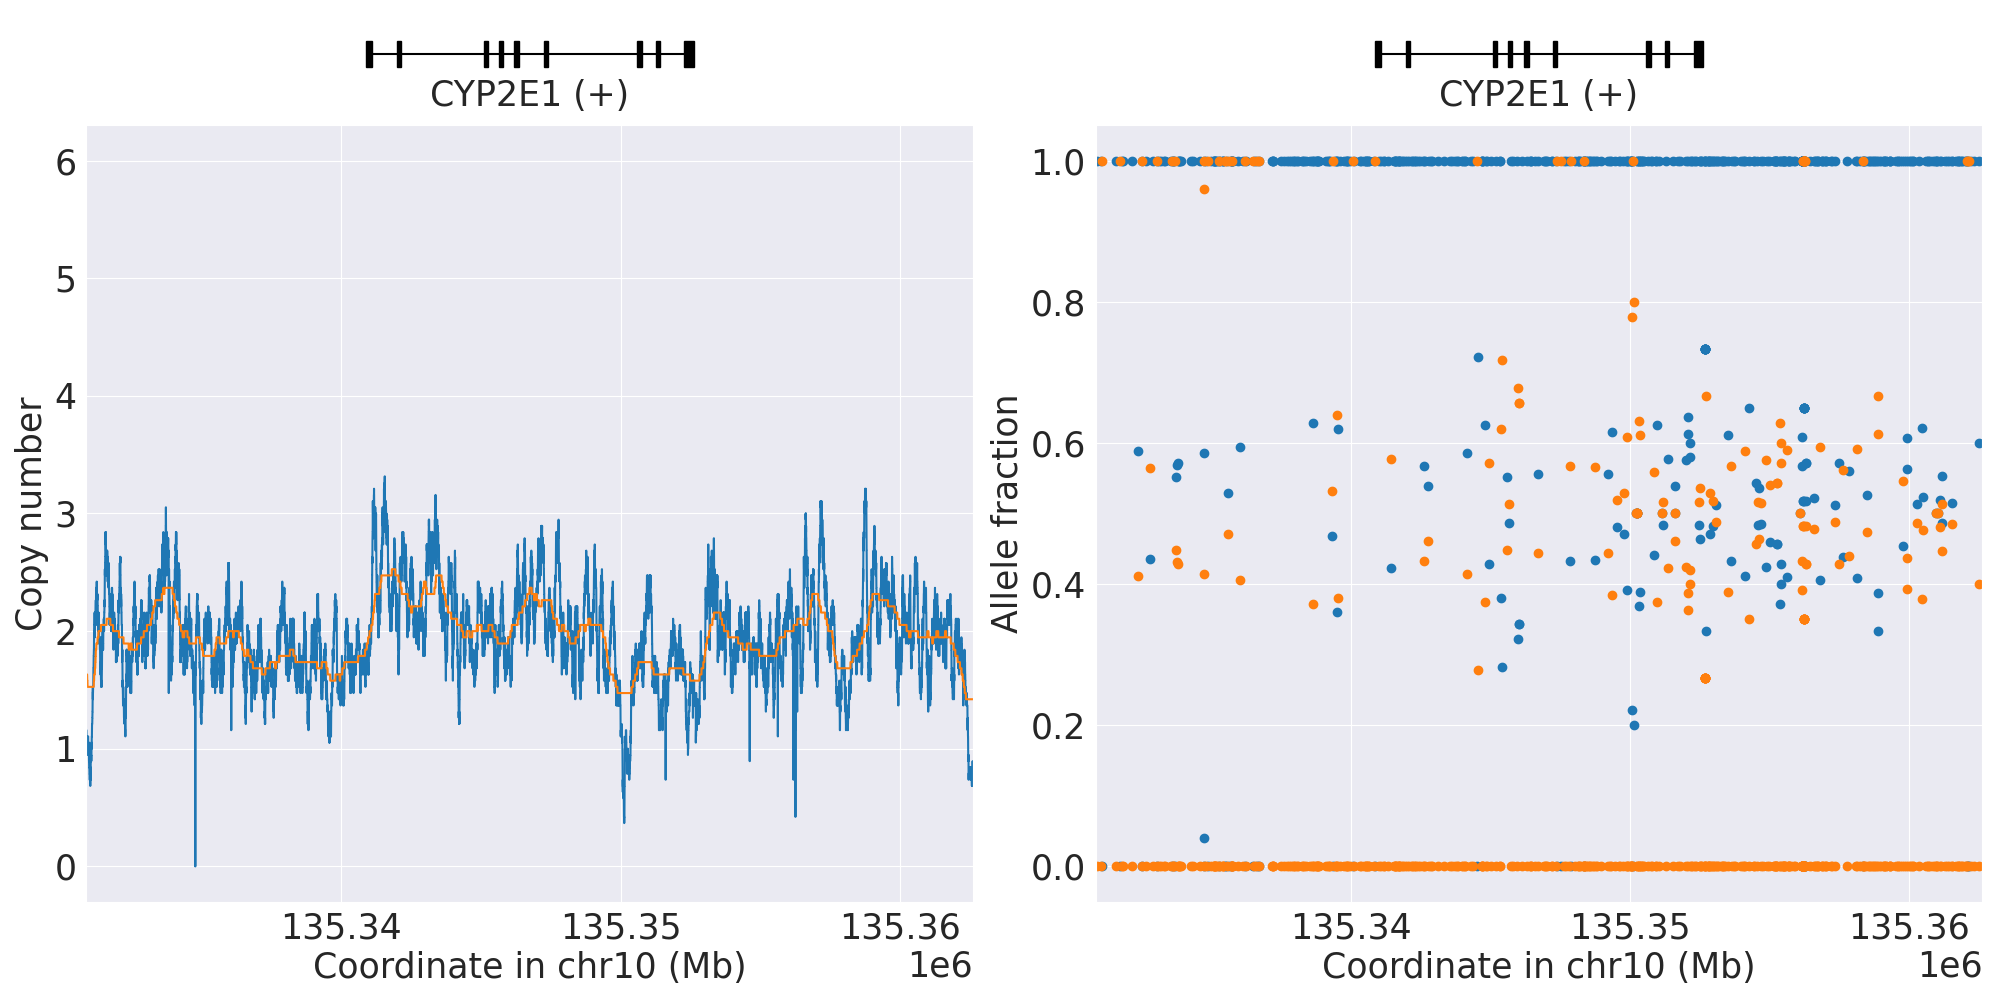 CYP2E1 (+)
6
5
4
3
2
1
0
Copy number
135.34 135.35 135.36
Coordinate in chr10 (Mb)
1e6
CYP2E1 (+)
1.0
0.8
0.6
0.4
0.2
0.0
Allele fraction
135.34 135.35 135.36
Coordinate in chr10 (Mb)
1e6